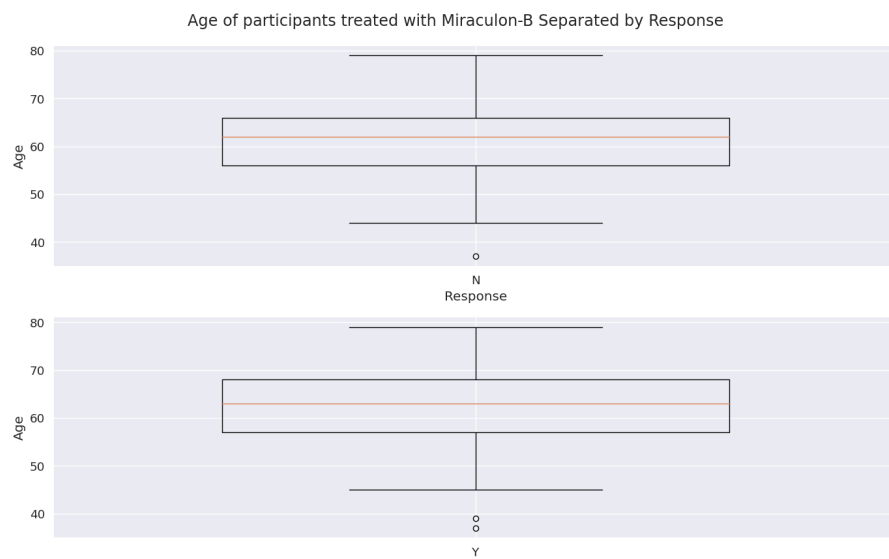 Age of participants treated with Miraculon-B Separated by Response
80
70
60
50
40
Age
N
Response
80
70
60
50
40
Age
Y